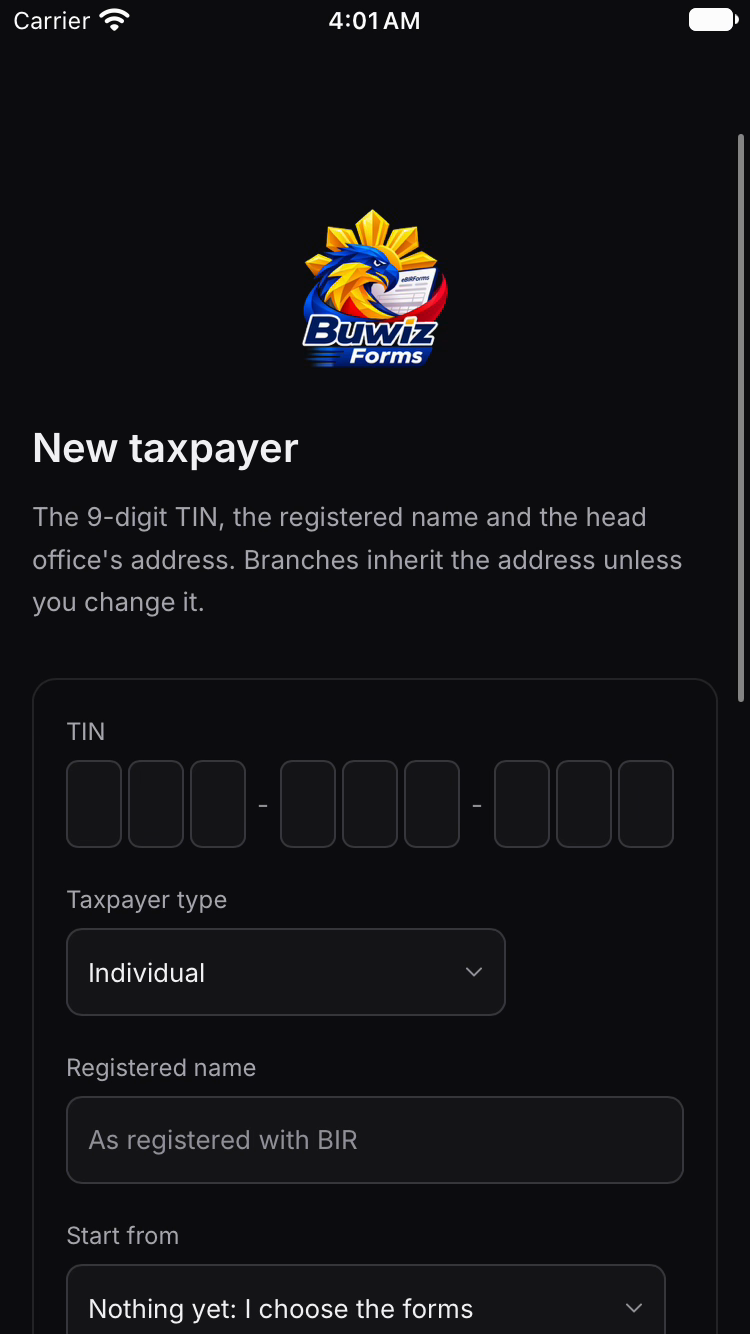 Carrier
4:01 AM
eBIRForms
Buwiz
Forms
New taxpayer
The 9-digit TIN, the registered name and the head
office's address. Branches inherit the address unless
you change it.
TIN
- -
Taxpayer type
Individual
Registered name
As registered with BIR
Start from
Nothing yet: I choose the forms